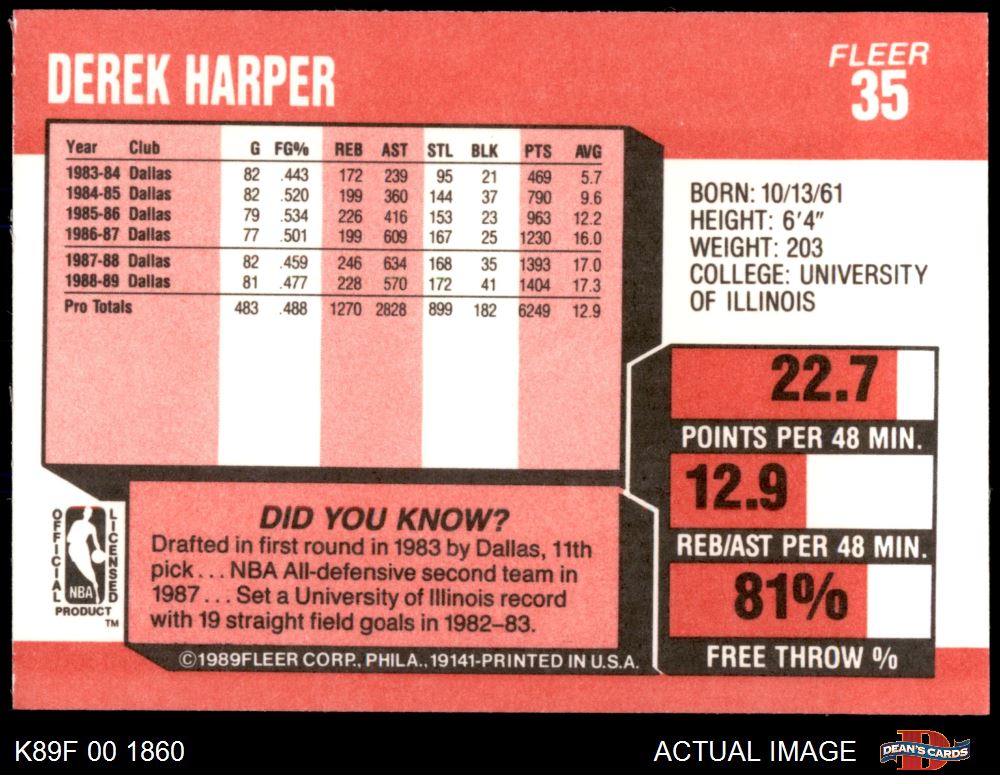 DEREK HARPER
FLEER
35
Year Club G FG% REB AST STL BLK PTS AVG
1983-84 Dallas 82 .443 172 239 95 21 469 5.7
1984-85 Dallas 82 .520 199 360 144 37 790 9.6
1985-86 Dallas 79 .534 226 416 153 23 963 12.2
1986-87 Dallas 77 .501 199 609 167 25 1230 16.0
1987-88 Dallas 82 .459 246 634 168 35 1393 17.0
1988-89 Dallas 81 .477 228 570 172 41 1404 17.3
Pro Totals 483 .488 1270 2828 899 182 6249 12.9
BORN: 10/13/61
HEIGHT: 6'4"
WEIGHT: 203
COLLEGE: UNIVERSITY
OF ILLINOIS
22.7
POINTS PER 48 MIN.
12.9
REB/AST PER 48 MIN.
81%
FREE THROW %
OFFICIAL
LICENSED
NBA
PRODUCT
TM
DID YOU KNOW?
Drafted in first round in 1983 by Dallas, 11th
pick... NBA All-defensive second team in
1987... Set a University of Illinois record
with 19 straight field goals in 1982–83.
©1989FLEER CORP., PHILA., 19141-PRINTED IN U.S.A.
K89F 00 1860
ACTUAL IMAGE
D
DEAN'S CARDS